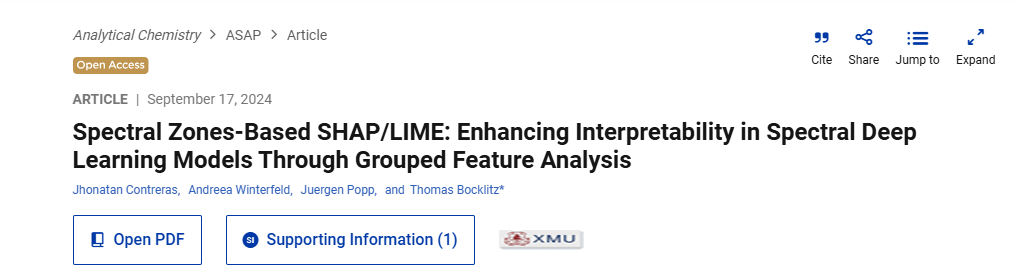 Analytical Chemistry > ASAP > Article
Cite Share Jump to Expand
Open Access
ARTICLE | September 17, 2024
Spectral Zones-Based SHAP/LIME: Enhancing Interpretability in Spectral Deep
Learning Models Through Grouped Feature Analysis
Jhonatan Contreras, Andreea Winterfeld, Juergen Popp, and Thomas Bocklitz*
Open PDF
SI Supporting Information (1)
XMU